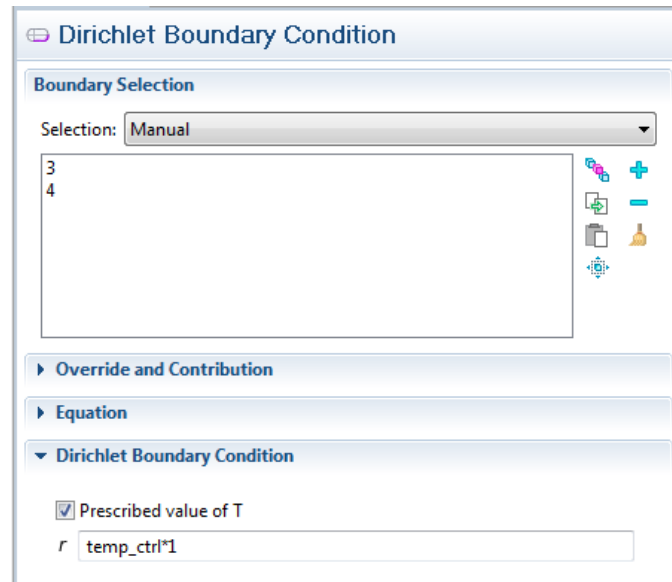 Dirichlet Boundary Condition
Boundary Selection
Selection: Manual
3
4
Override and Contribution
Equation
Dirichlet Boundary Condition
Prescribed value of T
r temp_ctrl*1